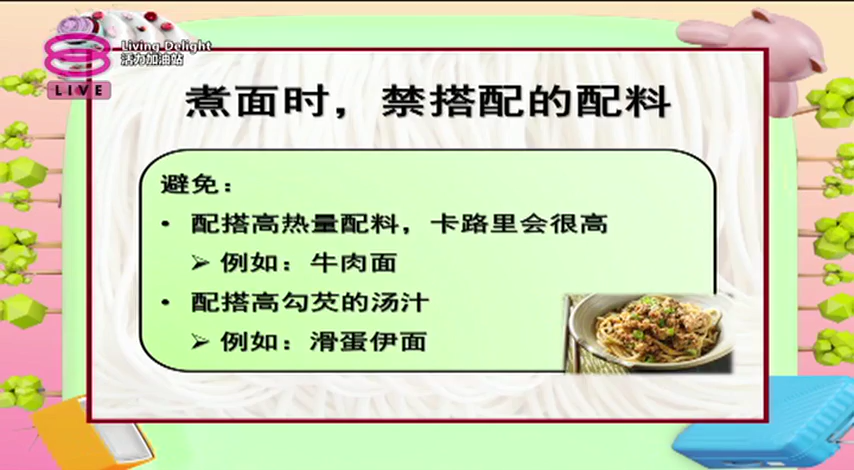 Living Delight
活力加油站
LIVE
煮面时，禁搭配的配料
避免：
• 配搭高热量配料，卡路里会很高
➢ 例如：牛肉面
• 配搭高勾芡的汤汁
➢ 例如：滑蛋伊面